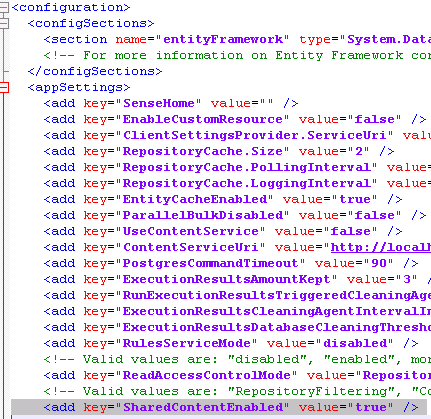 <configuration>
<configSections>
<section name="entityFramework" type="System.Data
<!-- For more information on Entity Framework con
</configSections>
<appSettings>
<add key="SenseHome" value="" />
<add key="EnableCustomResource" value="false" />
<add key="ClientSettingsProvider.ServiceUri" value
<add key="RepositoryCache.Size" value="2" />
<add key="RepositoryCache.PollingInterval" value=
<add key="RepositoryCache.LoggingInterval" value=
<add key="EntityCacheEnabled" value="true" />
<add key="ParallelBulkDisabled" value="false" />
<add key="UseContentService" value="false" />
<add key="ContentServiceUri" value="http://localh
<add key="PostgresCommandTimeout" value="90" />
<add key="ExecutionResultsAmountKept" value="3" /
<add key="RunExecutionResultsTriggeredCleaningAge
<add key="ExecutionResultsCleaningAgentIntervalIn
<add key="ExecutionResultsDatabaseCleaningThresho
<add key="RulesServiceMode" value="disabled" />
<!-- Valid values are: "disabled", "enabled", mor
<add key="ReadAccessControlMode" value="Repositor
<!-- Valid values are: "RepositoryFiltering", "Co
<add key="SharedContentEnabled" value="true" />